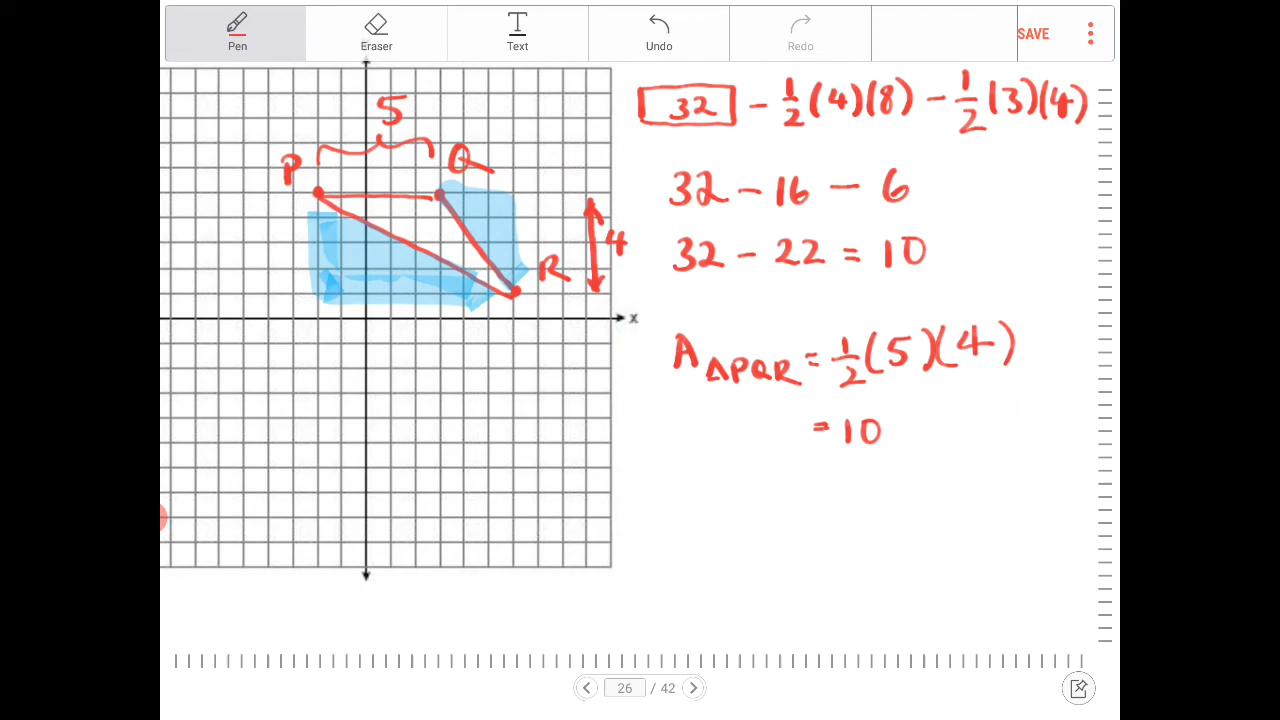 Pen Eraser Text Undo Redo SAVE
5
P Q
4
R
x
32 - 1/2 (4)(8) - 1/2 (3)(4)
32 - 16 - 6
32 - 22 = 10
A △PQR = 1/2 (5)(4)
= 10
26 / 42